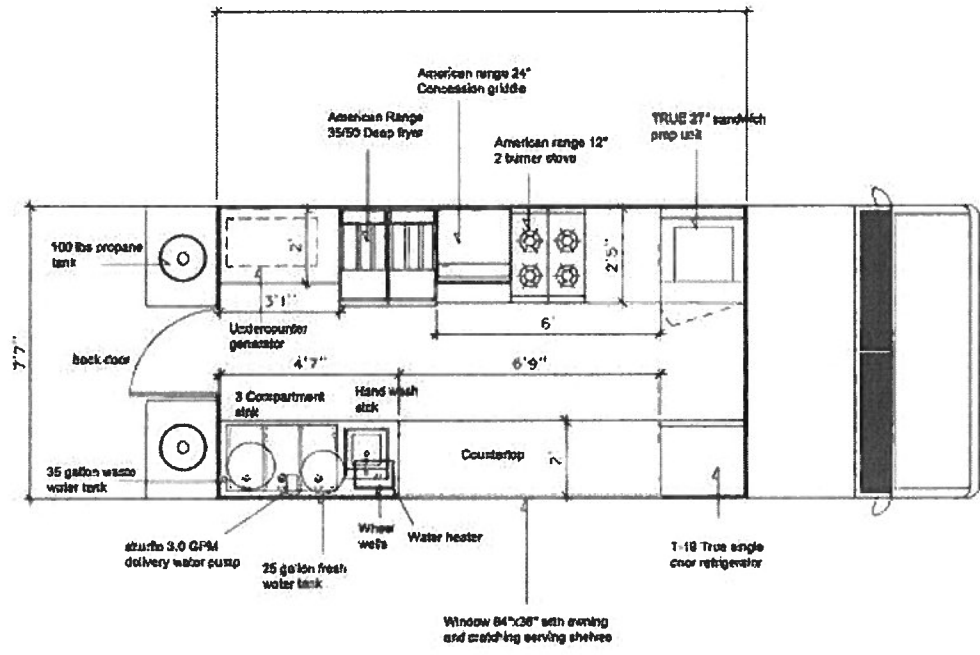 American range 24"
Concession griddle
American Range
35/50 Deep fryer
American range 12"
2 burner stove
TRUE 27" sandwich
prep unit
100 lbs propane
tank
2'
2'5"
3'1"
Undercounter
generator
6'
7'7"
back door
4'7"
6'9"
3 Compartment
sink
Hand wash
sink
Countertop
2'
35 gallon waste
water tank
3.0 GPM
delivery water pump
25 gallon fresh
water tank
Wheel
wells
Water heater
T-19 True single
door refrigerator
Window 84"x36" with awning
and matching serving shelves